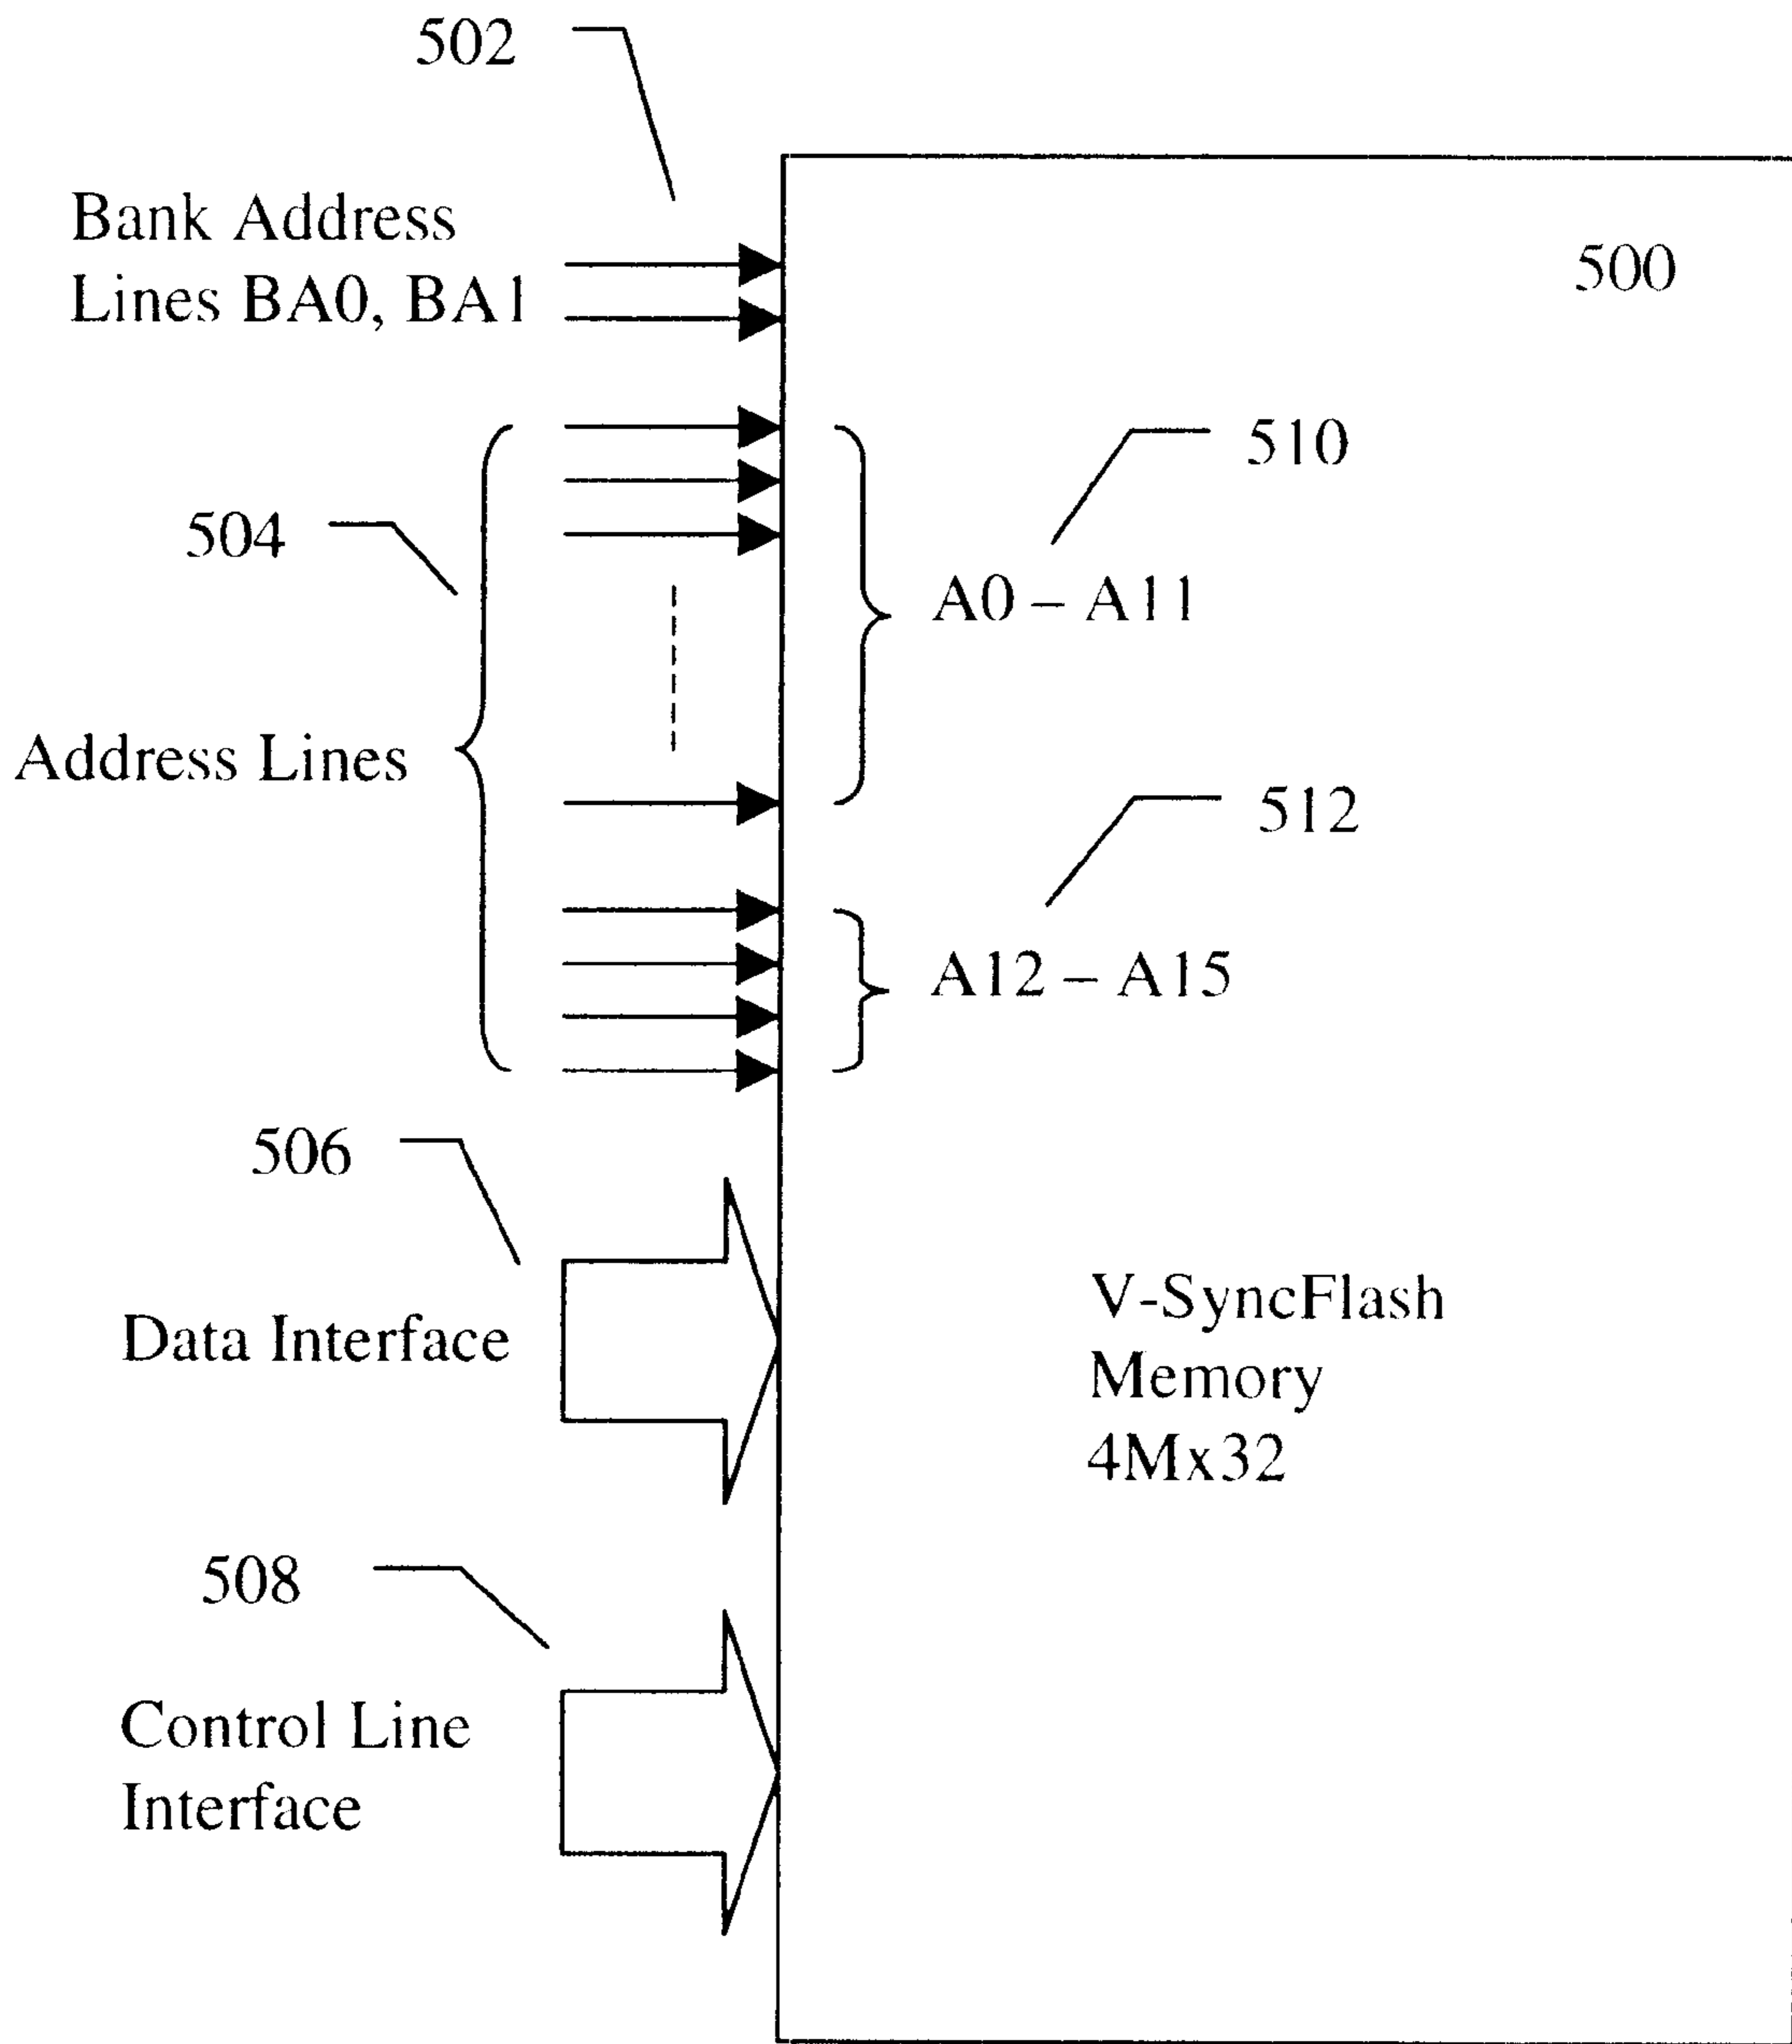 502
Bank Address
Lines BA0, BA1
500
510
504
A0 – A11
Address Lines
512
A12 – A15
506
Data Interface
V-SyncFlash
Memory
4Mx32
508
Control Line
Interface